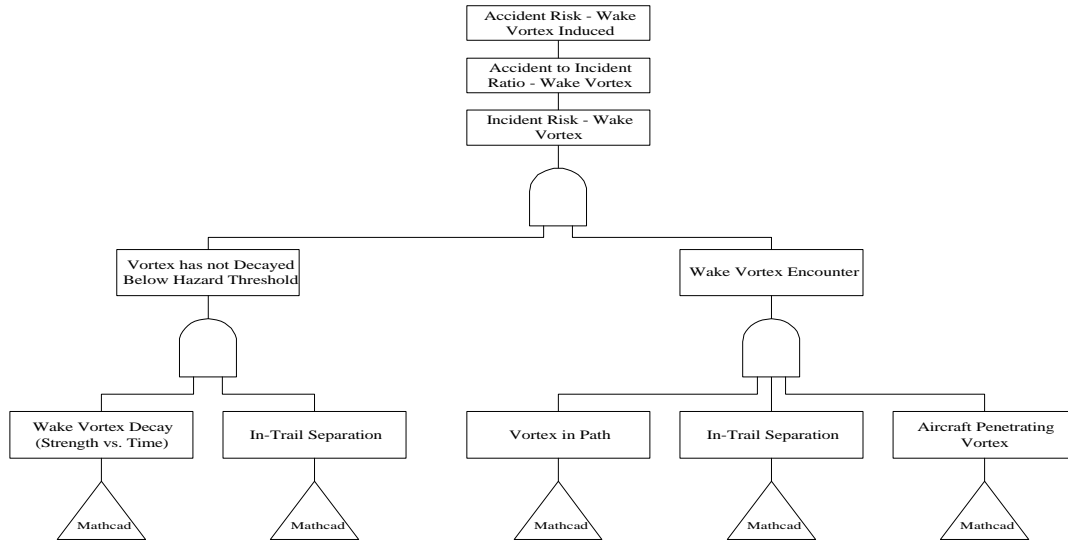 Accident Risk - Wake
Vortex Induced
Accident to Incident
Ratio - Wake Vortex
Incident Risk - Wake
Vortex
Vortex has not Decayed
Below Hazard Threshold
Wake Vortex Encounter
Wake Vortex Decay
(Strength vs. Time)
In-Trail Separation
Vortex in Path
In-Trail Separation
Aircraft Penetrating
Vortex
Mathcad
Mathcad
Mathcad
Mathcad
Mathcad